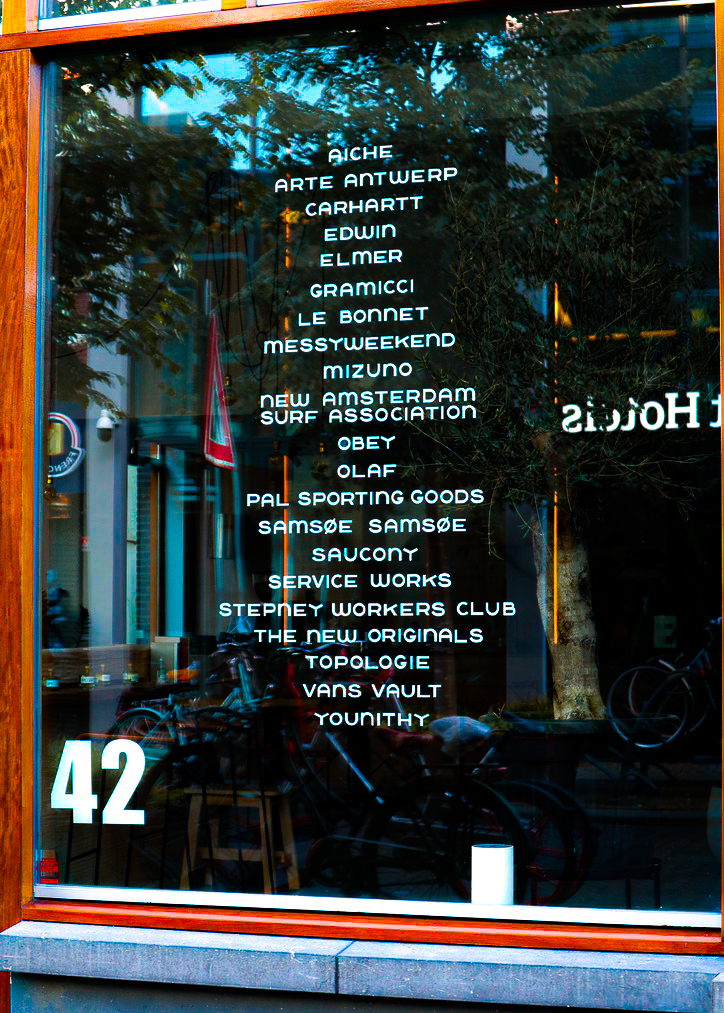 AICHE
ARTE ANTWERP
CARHARTT
EDWIN
ELMER
GRAMICCI
LE BONNET
MESSYWEEKEND
MIZUNO
NEW AMSTERDAM
SURF ASSOCIATION
OBEY
OLAF
PAL SPORTING GOODS
SAMSØE SAMSØE
SAUCONY
SERVICE WORKS
STEPNEY WORKERS CLUB
THE NEW ORIGINALS
TOPOLOGIE
VANS VAULT
YOUNITHY
42
Hotels